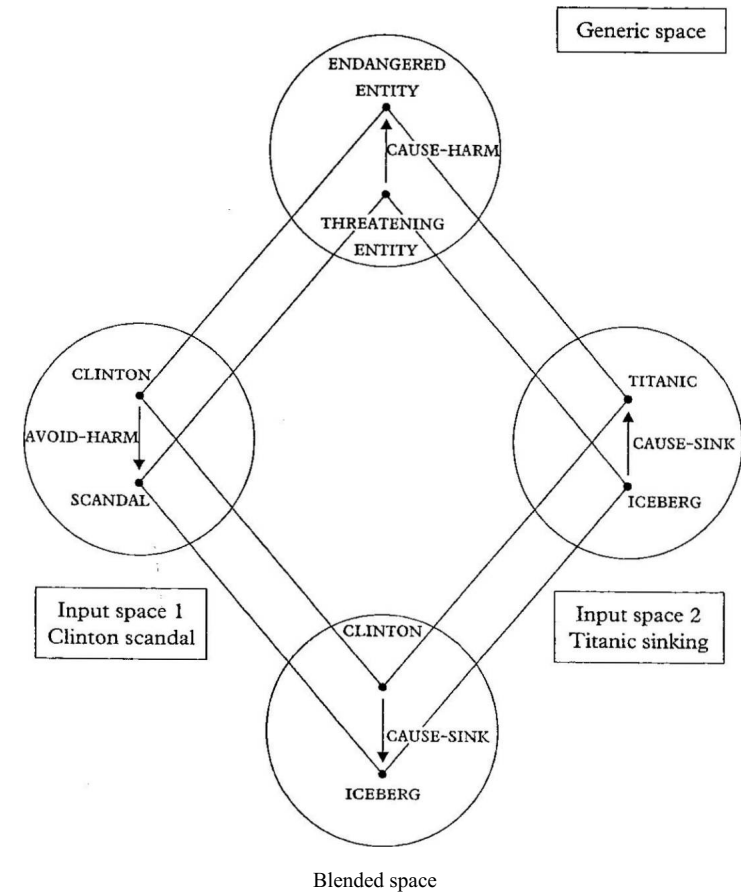 Generic space
ENDANGERED
ENTITY
CAUSE-HARM
THREATENING
ENTITY
CLINTON
AVOID-HARM
SCANDAL
TITANIC
CAUSE-SINK
ICEBERG
Input space 1
Clinton scandal
Input space 2
Titanic sinking
CLINTON
CAUSE-SINK
ICEBERG
Blended space